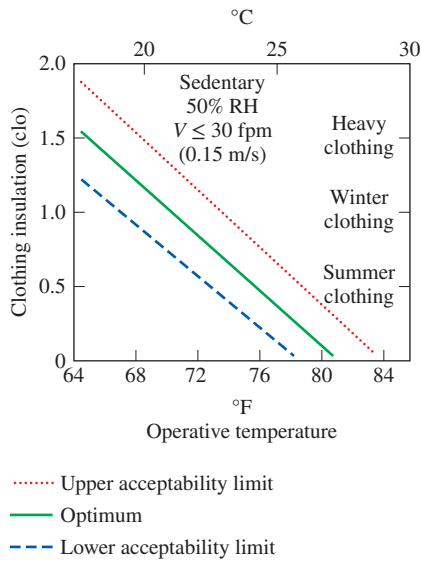 °C
20
25
30
2.0
1.5
1.0
0.5
0
Clothing insulation (clo)
Sedentary
50% RH
V ≤ 30 fpm
(0.15 m/s)
Heavy
clothing
Winter
clothing
Summer
clothing
64
68
72
76
80
84
°F
Operative temperature
Upper acceptability limit
Optimum
Lower acceptability limit